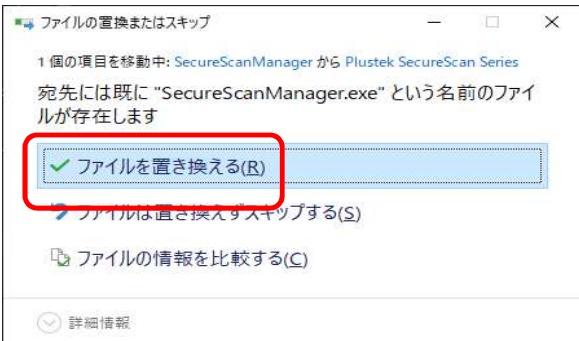 ファイルの置換またはスキップ
1 個の項目を移動中: SecureScanManager から Plustek SecureScan Series
宛先には既に "SecureScanManager.exe" という名前のファイ
ルが存在します
ファイルを置き換える(R)
ファイルは置き換えずスキップする(S)
ファイルの情報を比較する(C)
詳細情報